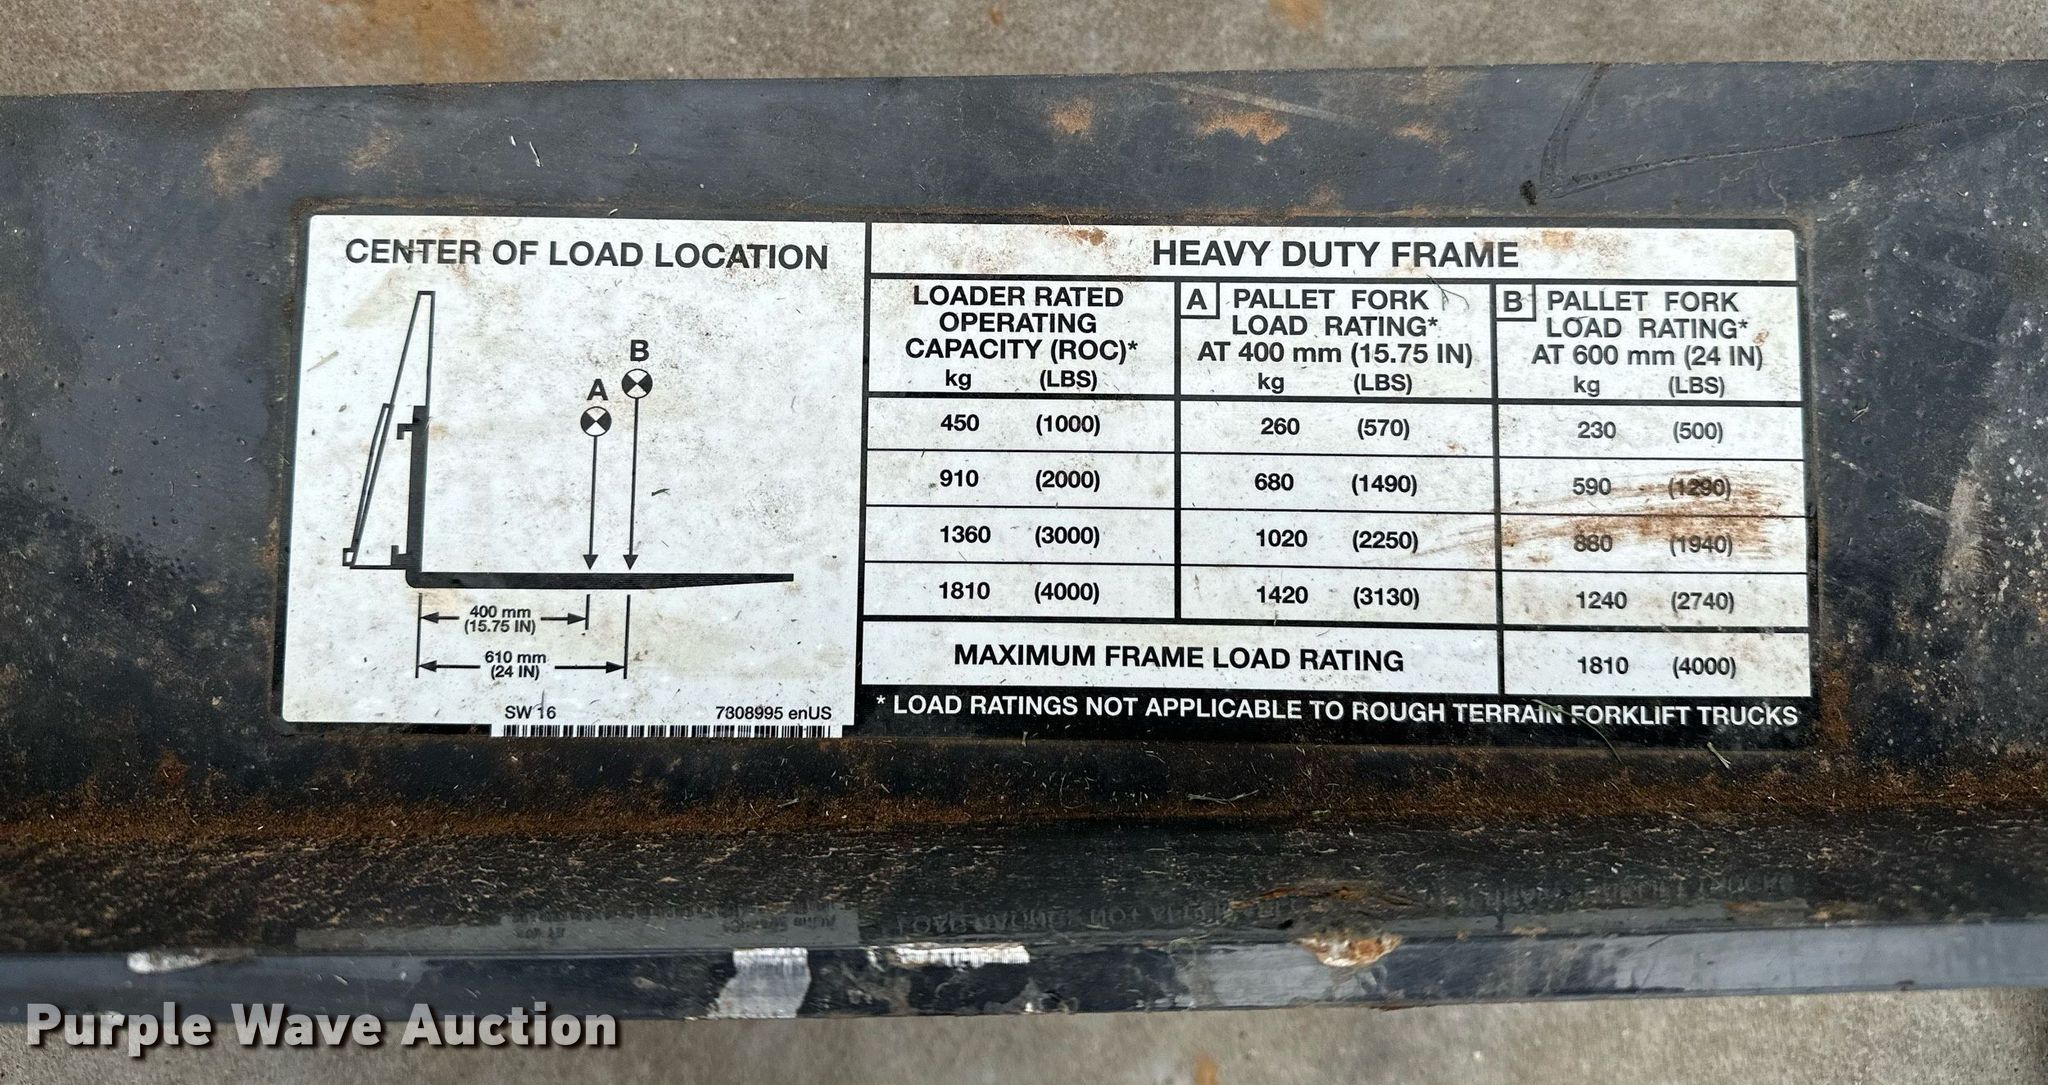 CENTER OF LOAD LOCATION
B
A
400 mm
(15.75 IN)
610 mm
(24 IN)
SW 16 7308995 enUS
HEAVY DUTY FRAME
LOADER RATED
OPERATING
CAPACITY (ROC)*
kg (LBS)
A PALLET FORK
LOAD RATING*
AT 400 mm (15.75 IN)
kg (LBS)
B PALLET FORK
LOAD RATING*
AT 600 mm (24 IN)
kg (LBS)
450 (1000) 260 (570) 230 (500)
910 (2000) 680 (1490) 590 (1290)
1360 (3000) 1020 (2250) 880 (1940)
1810 (4000) 1420 (3130) 1240 (2740)
MAXIMUM FRAME LOAD RATING 1810 (4000)
* LOAD RATINGS NOT APPLICABLE TO ROUGH TERRAIN FORKLIFT TRUCKS
Purple Wave Auction